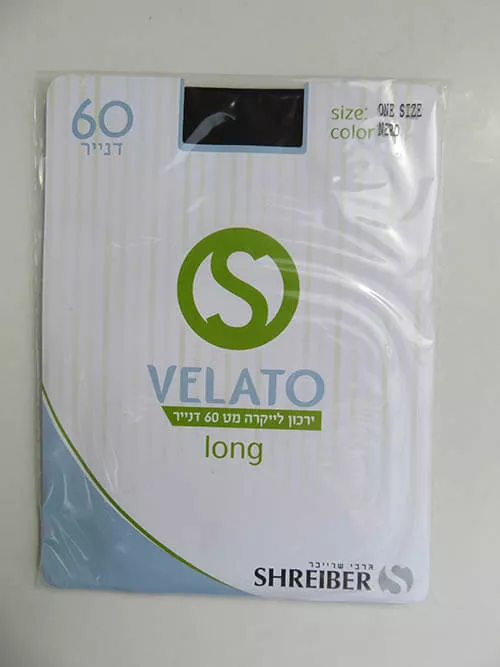 60
דנייר
size: ONE SIZE
color NERO
S
VELATO
ירכון לייקרה מט 60 דנייר
long
גרבי שרייבר
SHREIBER S